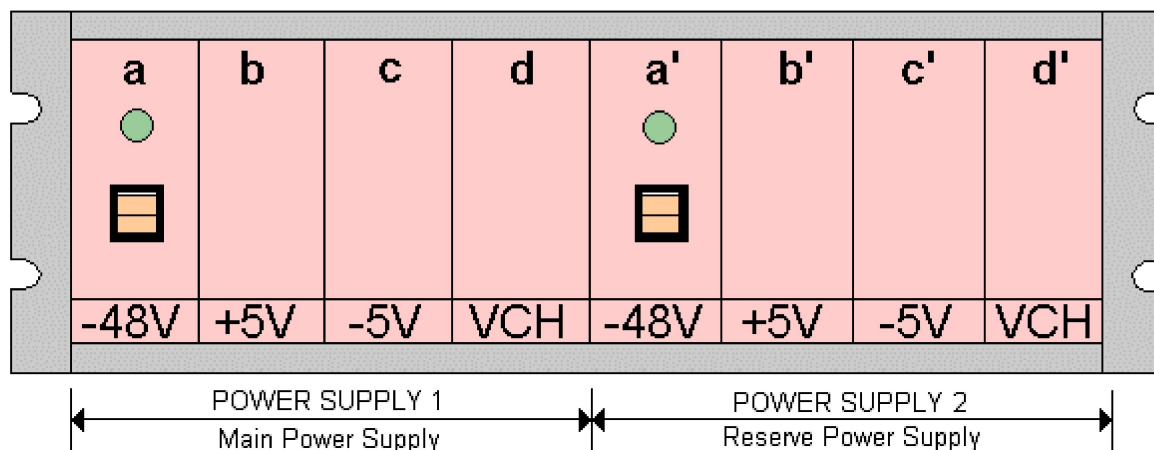 a b c d a' b' c' d'
-48V +5V -5V VCH -48V +5V -5V VCH
POWER SUPPLY 1 POWER SUPPLY 2
Main Power Supply Reserve Power Supply